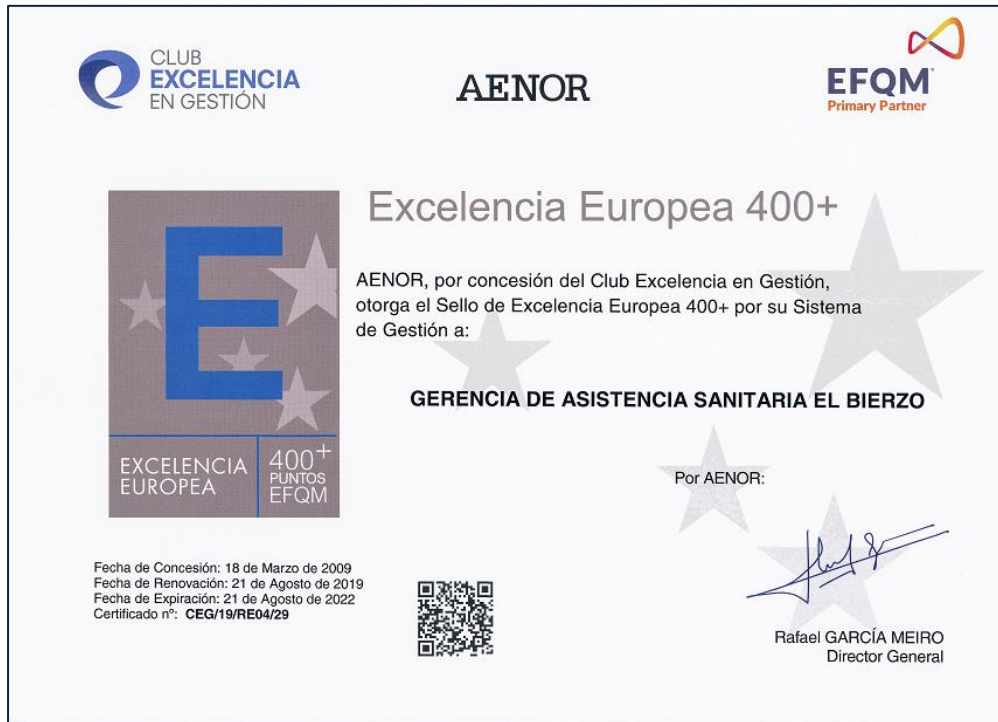 CLUB
EXCELENCIA
EN GESTIÓN
AENOR
EFQM
Primary Partner
Excelencia Europea 400+
AENOR, por concesión del Club Excelencia en Gestión,
otorga el Sello de Excelencia Europea 400+ por su Sistema
de Gestión a:
GERENCIA DE ASISTENCIA SANITARIA EL BIERZO
E
EXCELENCIA
EUROPEA
400+
PUNTOS
EFQM
Por AENOR:
Fecha de Concesión: 18 de Marzo de 2009
Fecha de Renovación: 21 de Agosto de 2019
Fecha de Expiración: 21 de Agosto de 2022
Certificado nº: CEG/19/RE04/29
Rafael GARCÍA MEIRO
Director General